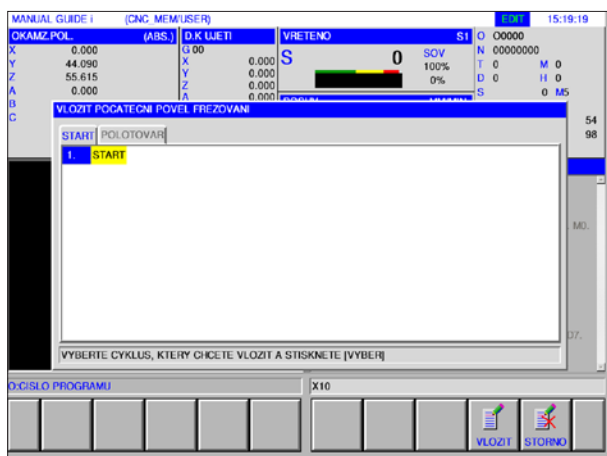 MANUAL GUIDE i (CNC_MEM/USER) EDIT 15:19:19
OKAMZ.POL. (ABS.) D.K UJETI VRETENO S1 O O0000
X 0.000 G 00 N 00000000
Y 44.090 X 0.000 S 0 SOV T 0 M 0
Z 55.615 Y 0.000 100% D 0 H 0
A 0.000 Z 0.000 0% S 0 M5
B A 0.000
C
54
98
VLOZIT POCATECNI POVEL FREZOVANI
START POLOTOVAR
1. START
M0.
07.
VYBERTE CYKLUS, KTERY CHCETE VLOZIT A STISKNETE [VYBER]
O:CISLO PROGRAMU X10
VLOZIT STORNO